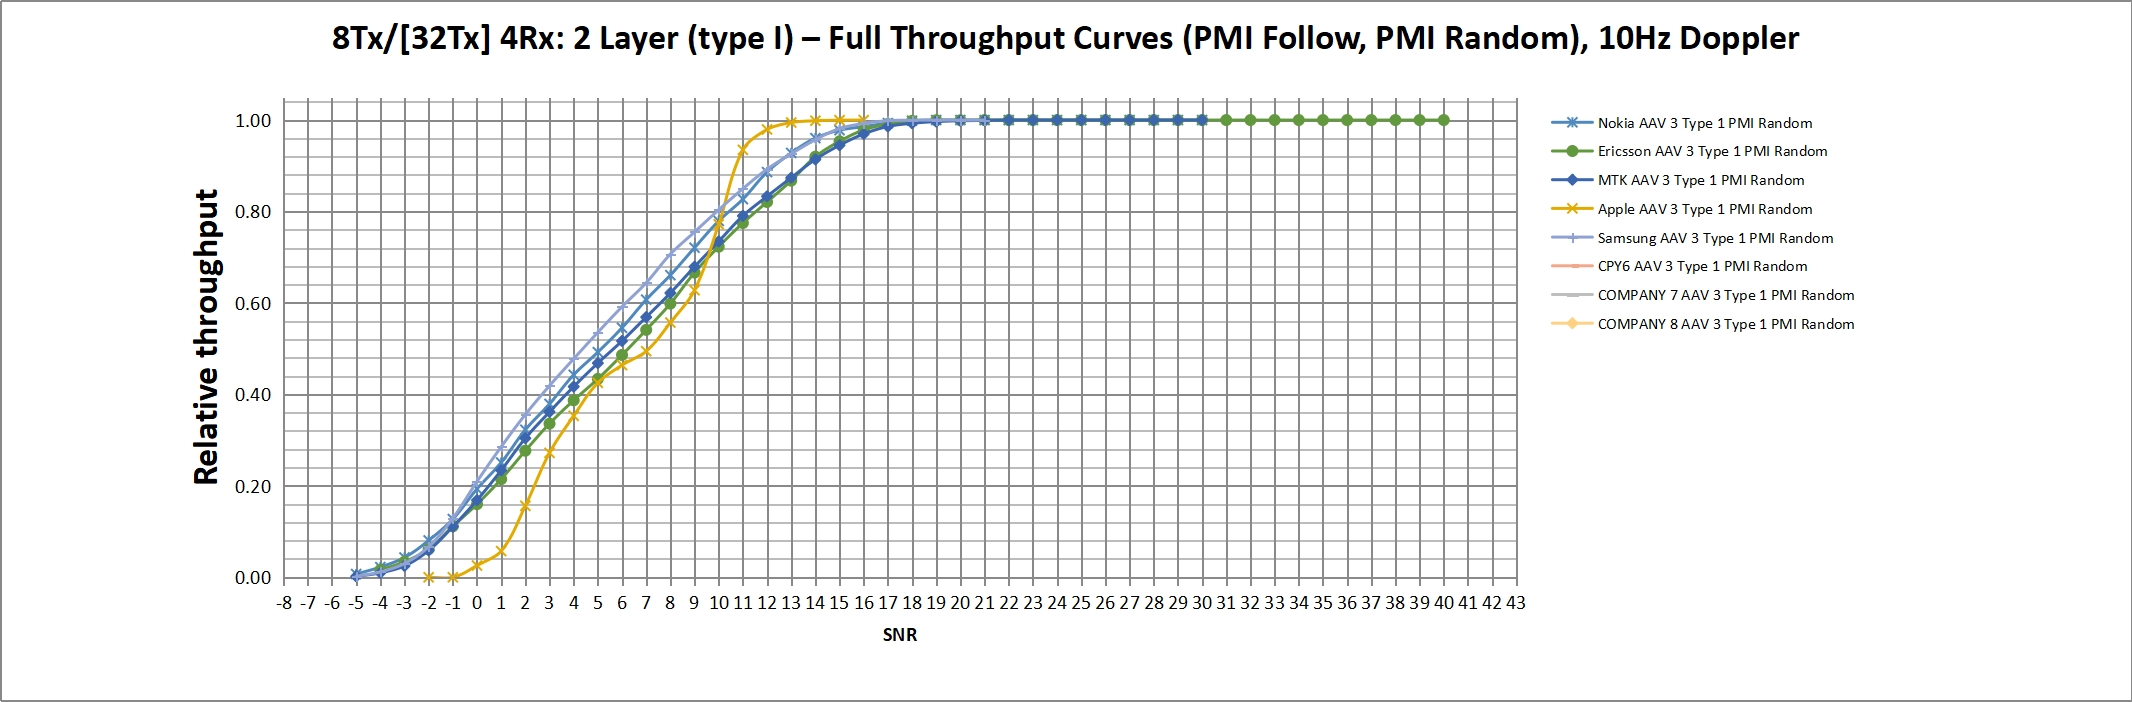 8Tx/[32Tx] 4Rx: 2 Layer (type I) – Full Throughput Curves (PMI Follow, PMI Random), 10Hz Doppler
1.00
0.80
0.60
0.40
0.20
0.00
Relative throughput
-8 -7 -6 -5 -4 -3 -2 -1 0 1 2 3 4 5 6 7 8 9 10 11 12 13 14 15 16 17 18 19 20 21 22 23 24 25 26 27 28 29 30 31 32 33 34 35 36 37 38 39 40 41 42 43
SNR
Nokia AAV 3 Type 1 PMI Random
Ericsson AAV 3 Type 1 PMI Random
MTK AAV 3 Type 1 PMI Random
Apple AAV 3 Type 1 PMI Random
Samsung AAV 3 Type 1 PMI Random
CPY6 AAV 3 Type 1 PMI Random
COMPANY 7 AAV 3 Type 1 PMI Random
COMPANY 8 AAV 3 Type 1 PMI Random